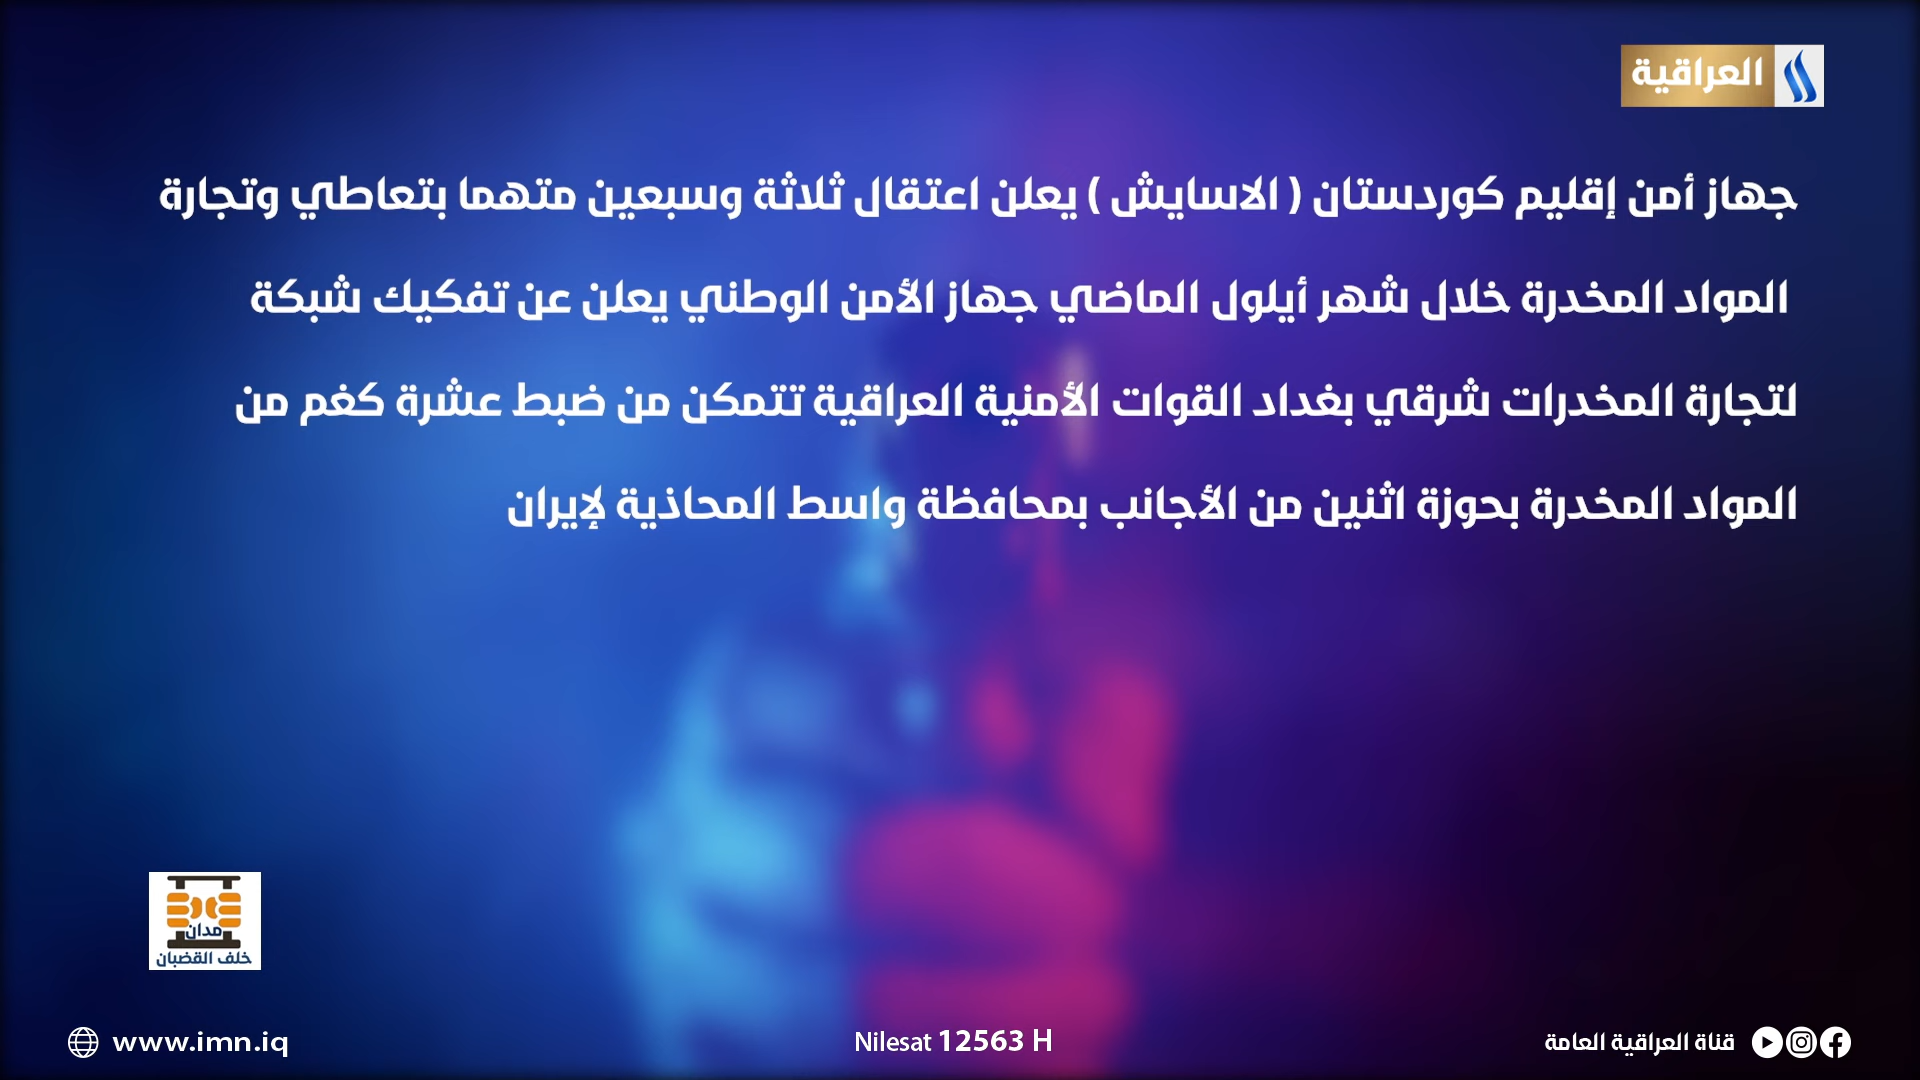 العراقية
جهاز أمن إقليم كوردستان ( الاسايش ) يعلن اعتقال ثلاثة وسبعين متهما بتعاطي وتجارة
المواد المخدرة خلال شهر أيلول الماضي جهاز الأمن الوطني يعلن عن تفكيك شبكة
لتجارة المخدرات شرقي بغداد القوات الأمنية العراقية تتمكن من ضبط عشرة كغم من
المواد المخدرة بحوزة اثنين من الأجانب بمحافظة واسط المحاذية لإيران
مدان
خلف القضبان
قناة العراقية العامة
Nilesat 12563 H
www.imn.iq